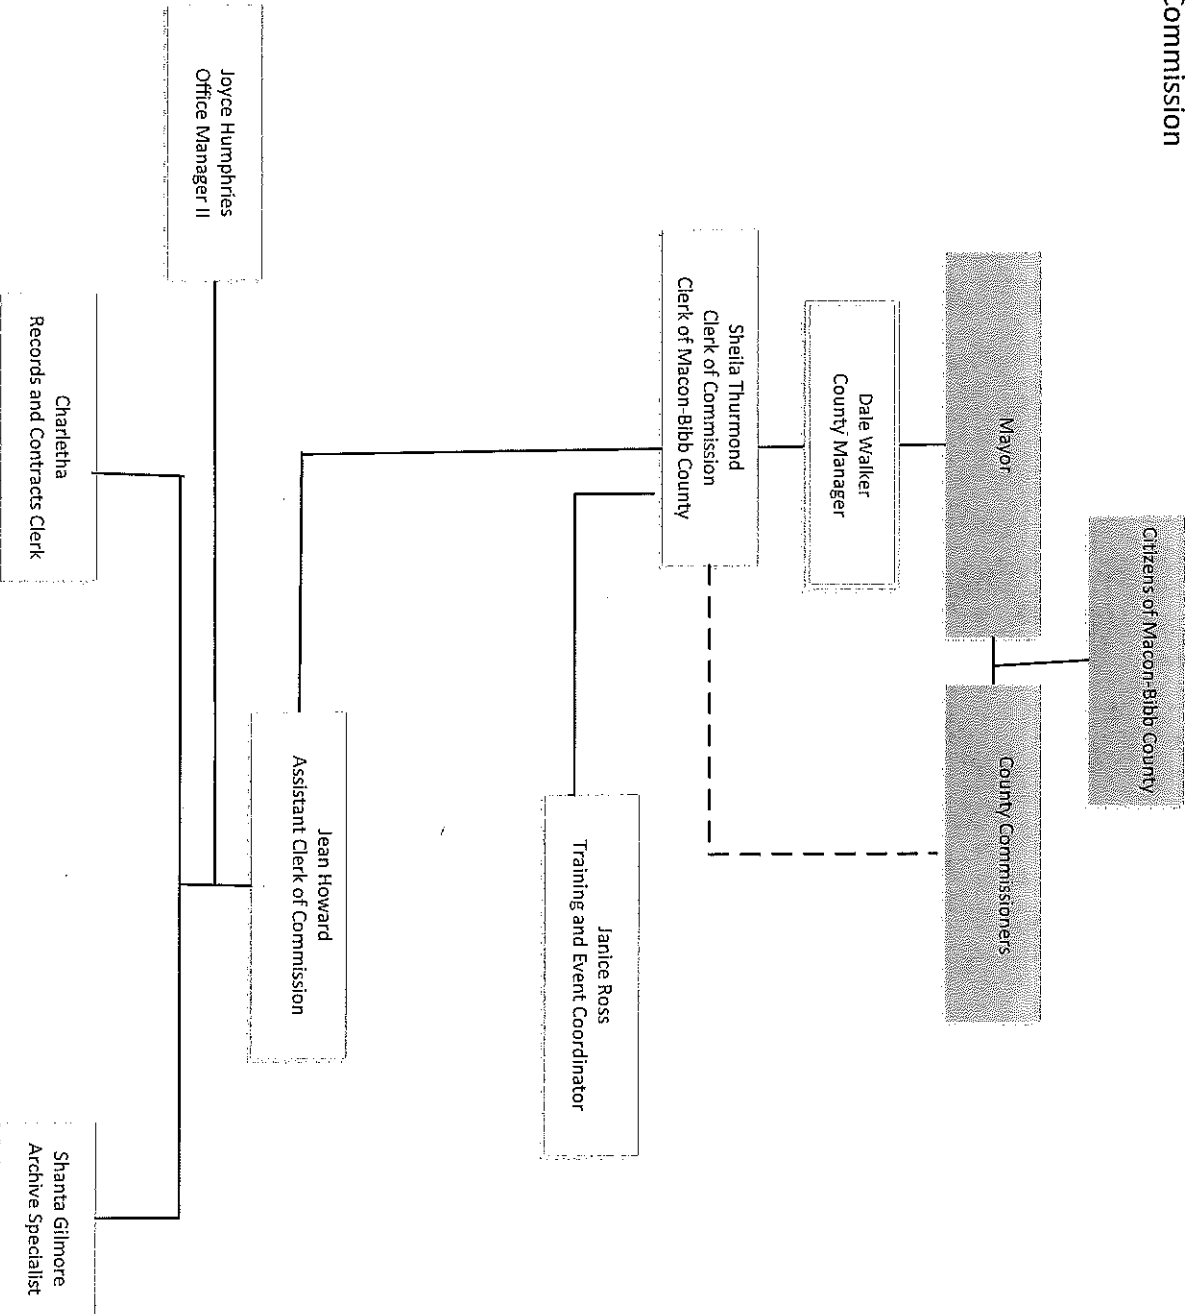 Commission
Citizens of Macon-Bibb County
Mayor
County Commissioners
Dale Walker
County Manager
Sheila Thurmond
Clerk of Commission
Clerk of Macon-Bibb County
Janice Ross
Training and Event Coordinator
Jean Howard
Assistant Clerk of Commission
Joyce Humphries
Office Manager II
Charletha
Records and Contracts Clerk
Shanta Gilmore
Archive Specialist